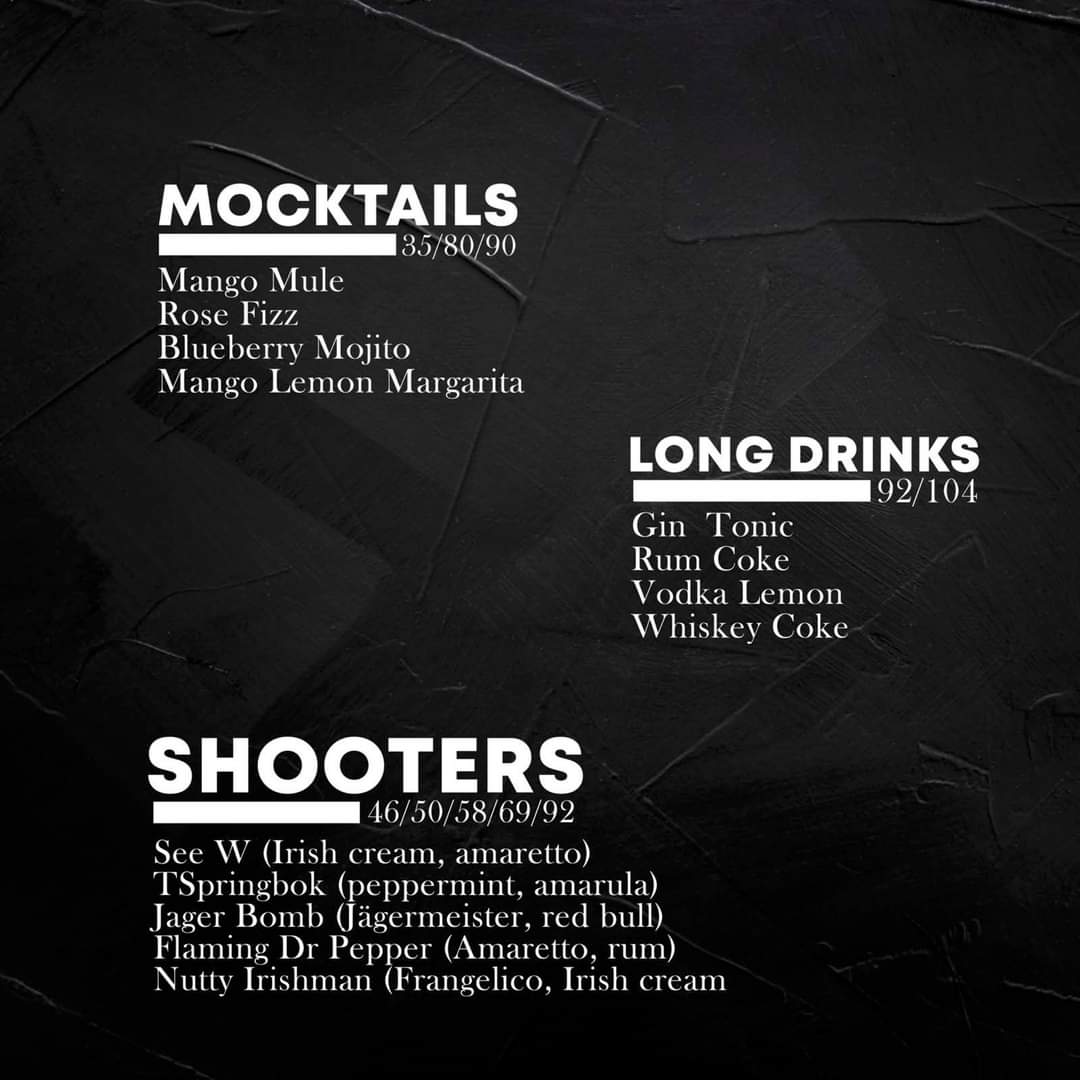 MOCKTAILS
35/80/90
Mango Mule
Rose Fizz
Blueberry Mojito
Mango Lemon Margarita
LONG DRINKS
92/104
Gin Tonic
Rum Coke
Vodka Lemon
Whiskey Coke
SHOOTERS
46/50/58/69/92
See W (Irish cream, amaretto)
TSpringbok (peppermint, amarula)
Jager Bomb (Jägermeister, red bull)
Flaming Dr Pepper (Amaretto, rum)
Nutty Irishman (Frangelico, Irish cream